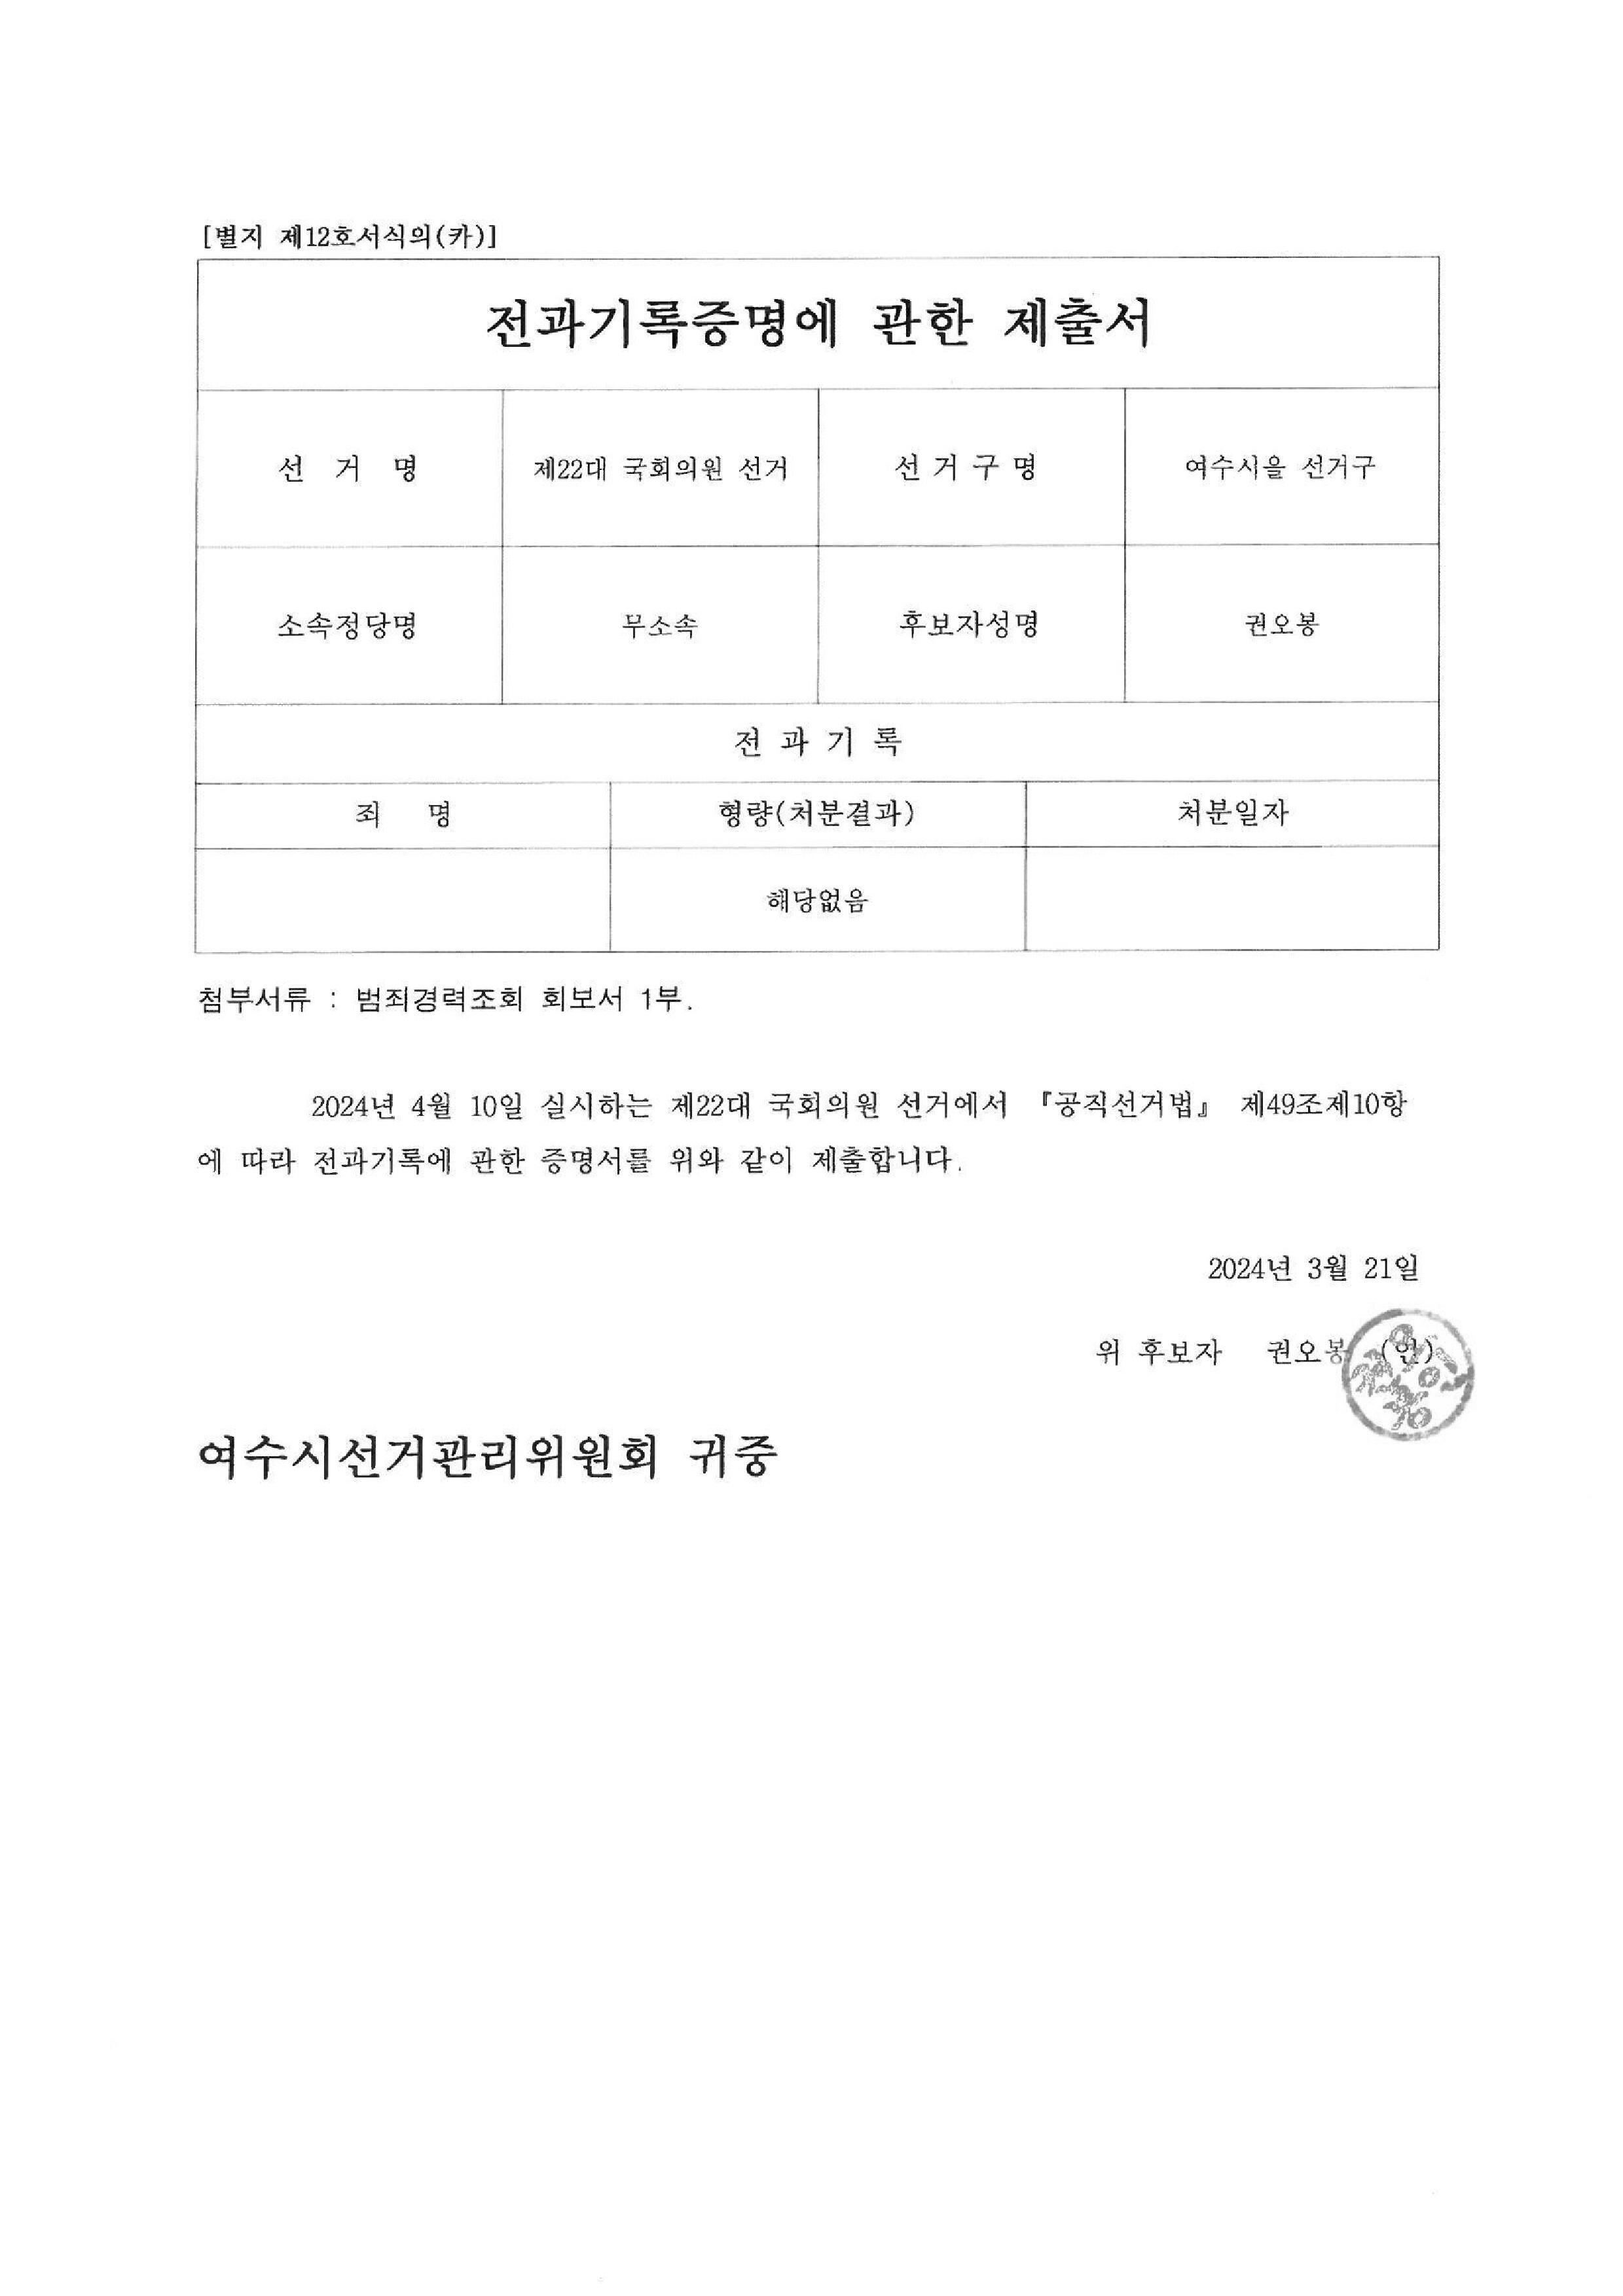 [별지 제12호서식의(카)]
전과기록증명에 관한 제출서
선 거 명 제22대 국회의원 선거 선거구명 여수시을 선거구
소속정당명 무소속 후보자성명 권오봉
전 과 기 록
죄 명 형량(처분결과) 처분일자
해당없음
첨부서류 : 범죄경력조회 회보서 1부.
2024년 4월 10일 실시하는 제22대 국회의원 선거에서 『공직선거법』 제49조제10항
에 따라 전과기록에 관한 증명서를 위와 같이 제출합니다.
2024년 3월 21일
위 후보자 권오봉 (인)
여수시선거관리위원회 귀중